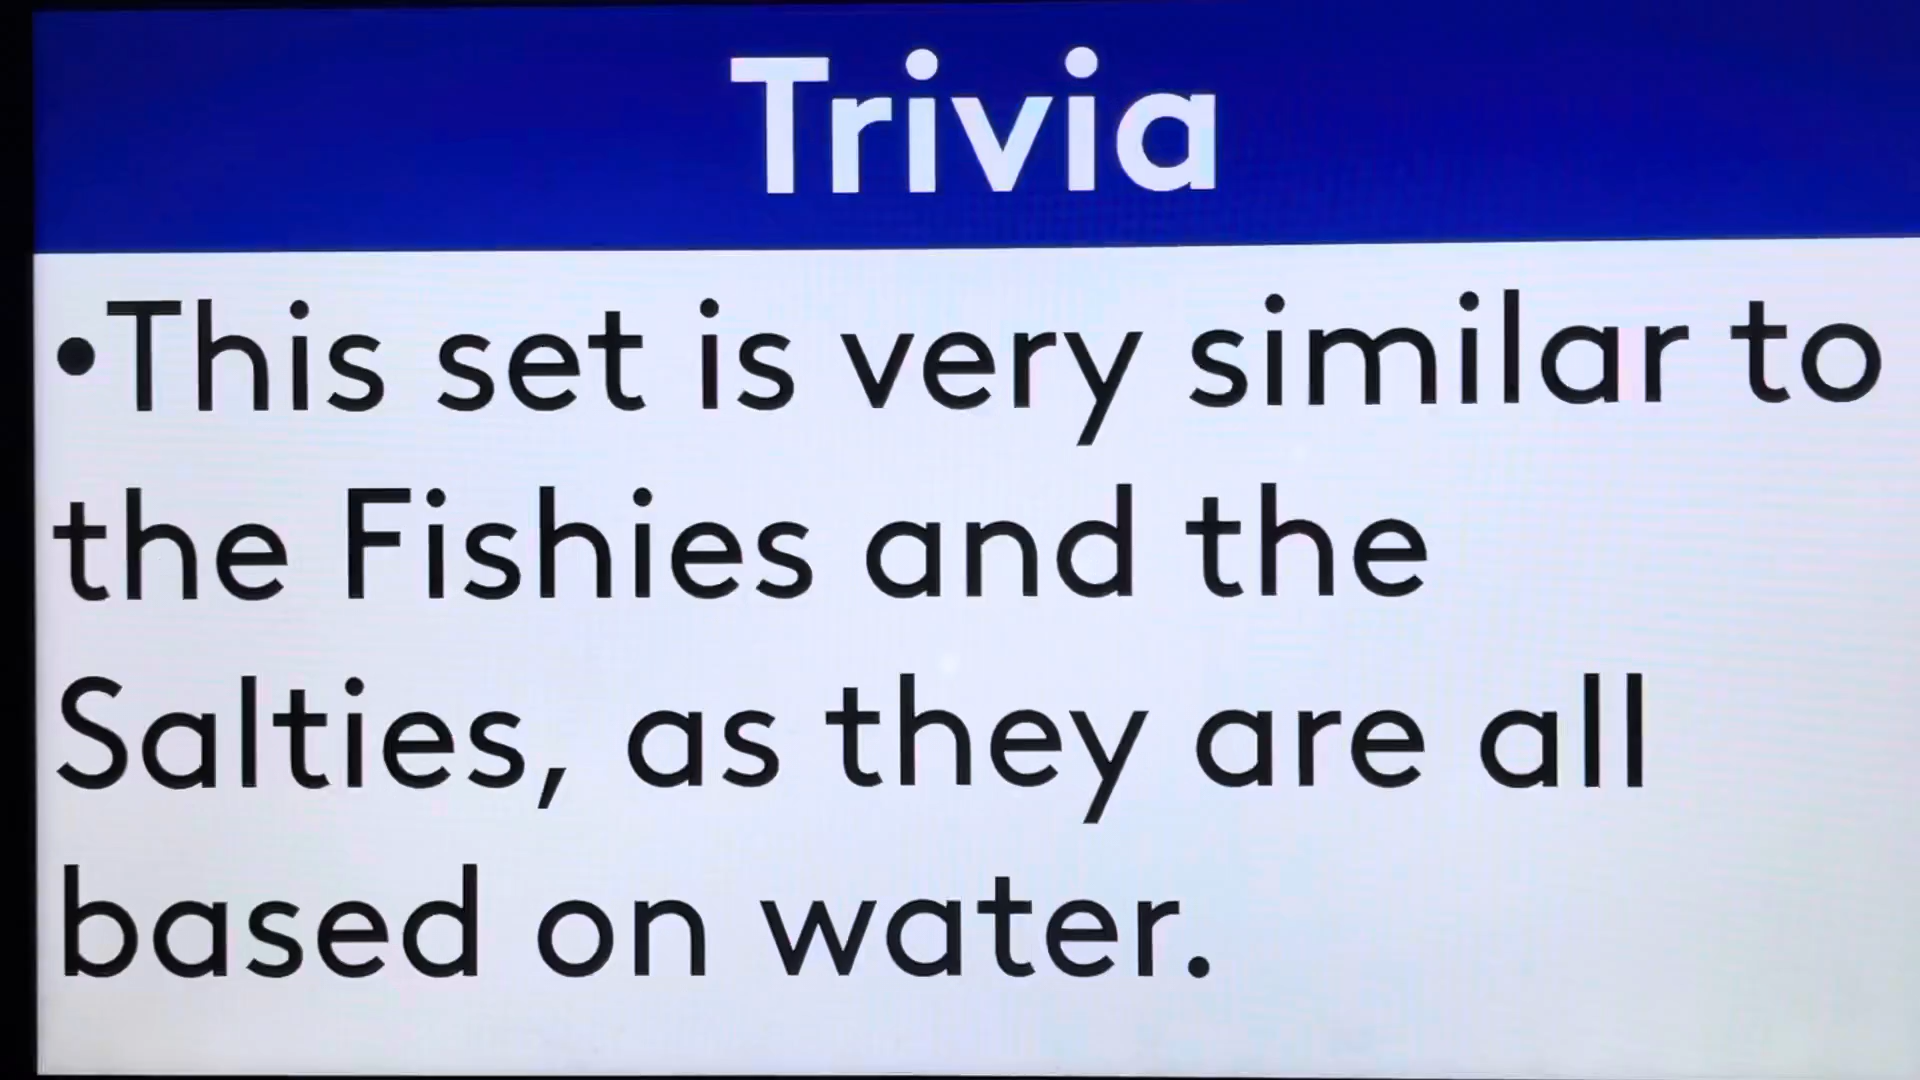 Trivia
•This set is very similar to
the Fishies and the
Salties, as they are all
based on water.